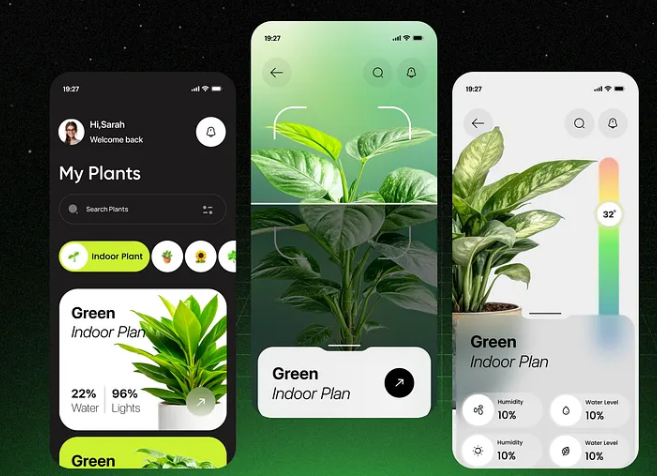 19:27
Hi,Sarah
Welcome back
My Plants
Search Plants
Indoor Plant
Green
Indoor Plan
22%
Water
96%
Lights
Green
19:27
Green
Indoor Plan
19:27
32°
Green
Indoor Plan
Humidity
10%
Water Level
10%
Humidity
10%
Water Level
10%